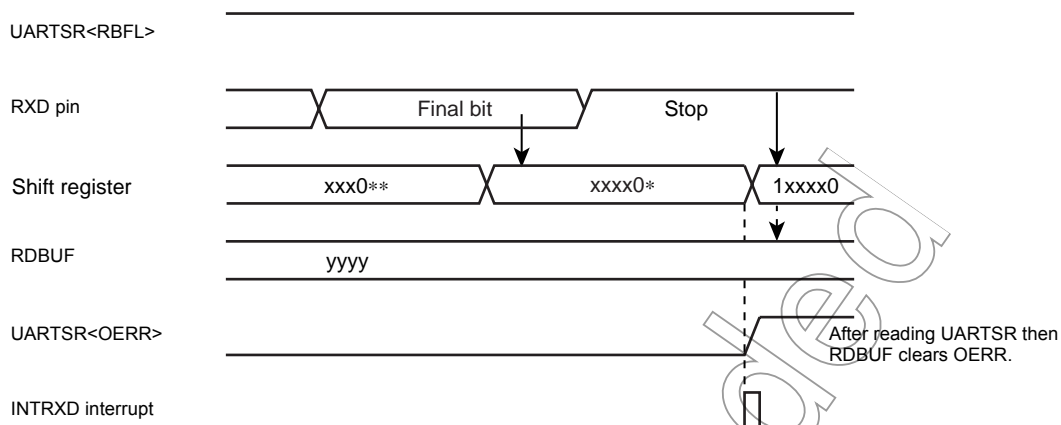 UARTSR<RBFL>
RXD pin
Final bit
Stop
Shift register
xxx0**
xxxx0*
1xxxx0
RDBUF
yyyy
UARTSR<OERR>
After reading UARTSR then
RDBUF clears OERR.
INTRXD interrupt
ded